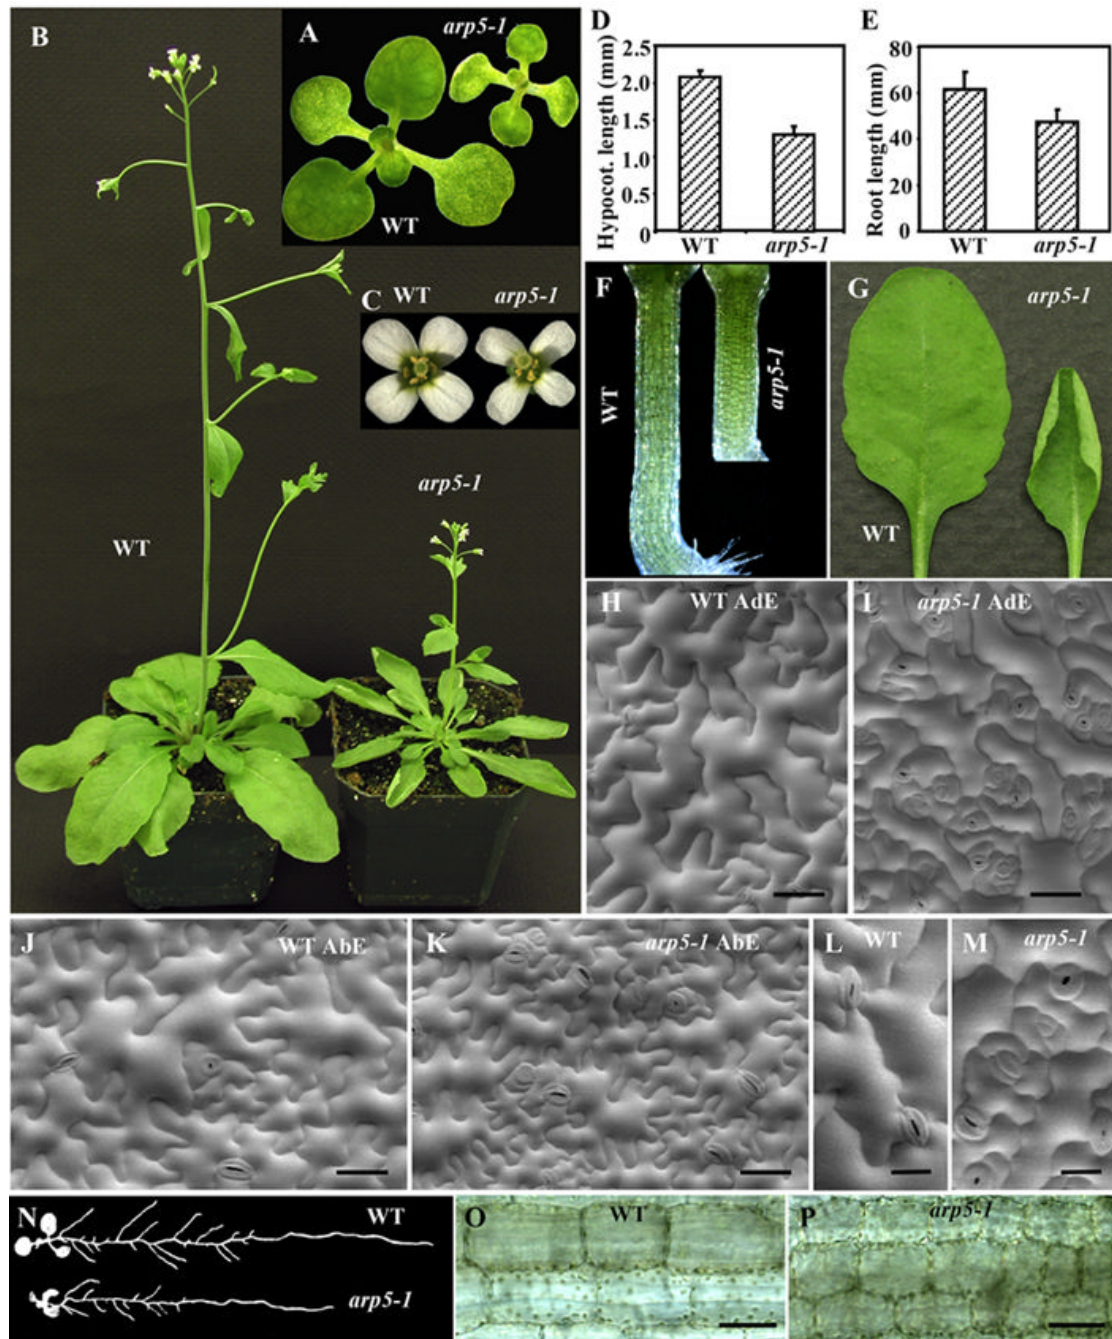 B
A
arp5-1
WT
C
WT
arp5-1
WT
arp5-1
D
Hypocot. length (mm)
2.5
2.0
1.5
1.0
0.5
0
WT
arp5-1
E
Root length (mm)
80
60
40
20
0
WT
arp5-1
F
WT
arp5-1
G
arp5-1
WT
H
WT AdE
I
arp5-1 AdE
J
WT AbE
K
arp5-1 AbE
L
WT
M
arp5-1
N
WT
arp5-1
O
WT
P
arp5-1